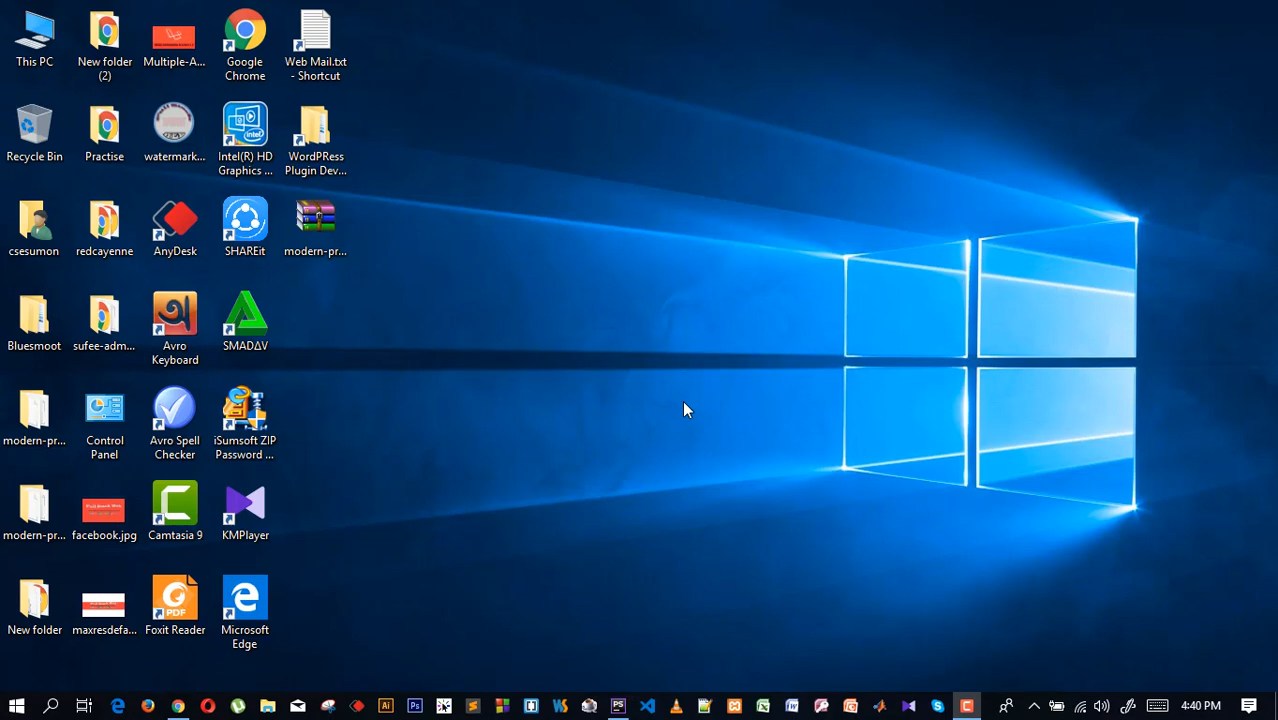 This PC
New folder
(2)
Multiple-A...
Google
Chrome
Web Mail.txt
- Shortcut
Recycle Bin
Practise
watermark...
Intel(R) HD
Graphics ...
WordPRess
Plugin Dev...
csesumon
redcayenne
AnyDesk
SHAREit
modern-pr...
Bluesmoot
sufee-adm...
Avro
Keyboard
SMADΔV
modern-pr...
Control
Panel
Avro Spell
Checker
iSumsoft ZIP
Password ...
modern-pr...
facebook.jpg
Camtasia 9
KMPlayer
New folder
maxresdefa...
Foxit Reader
Microsoft
Edge
4:40 PM